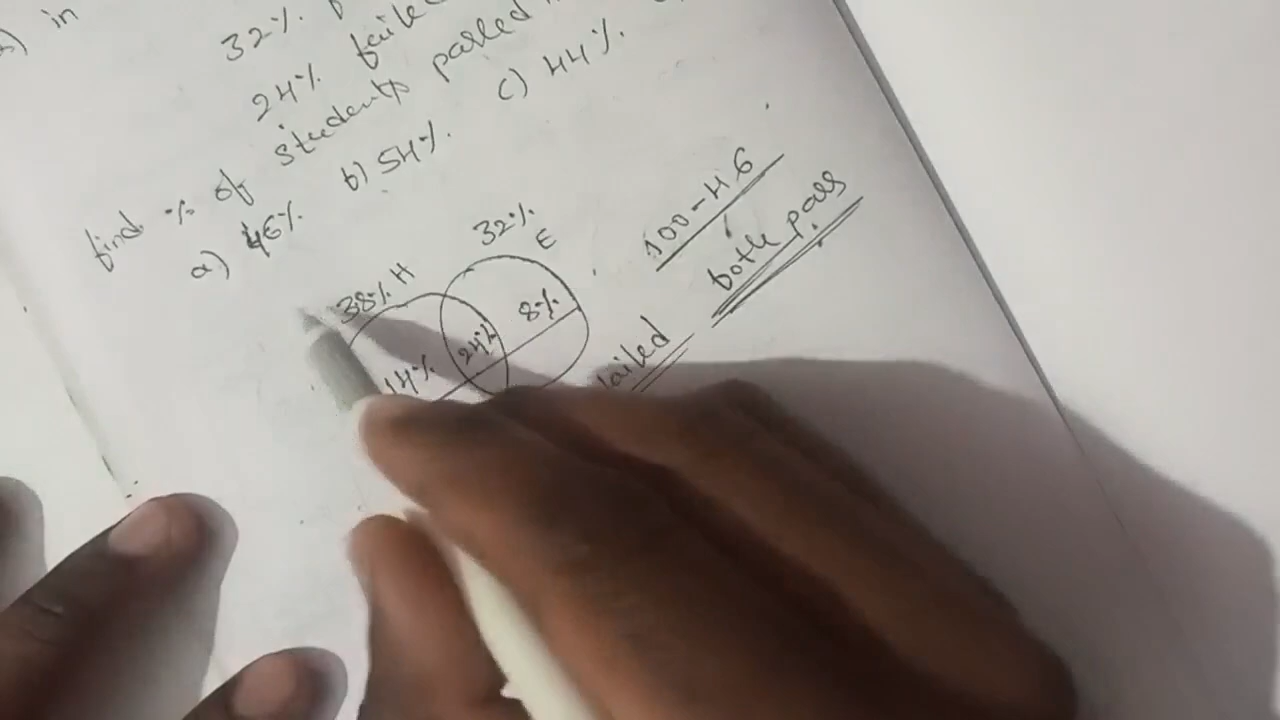 in
32%.
24% failed
find % of students passed
a) 46% b) 54% c) 44%.
32%
E
38% H
8%
24%
14%
100-46
both pass
failed